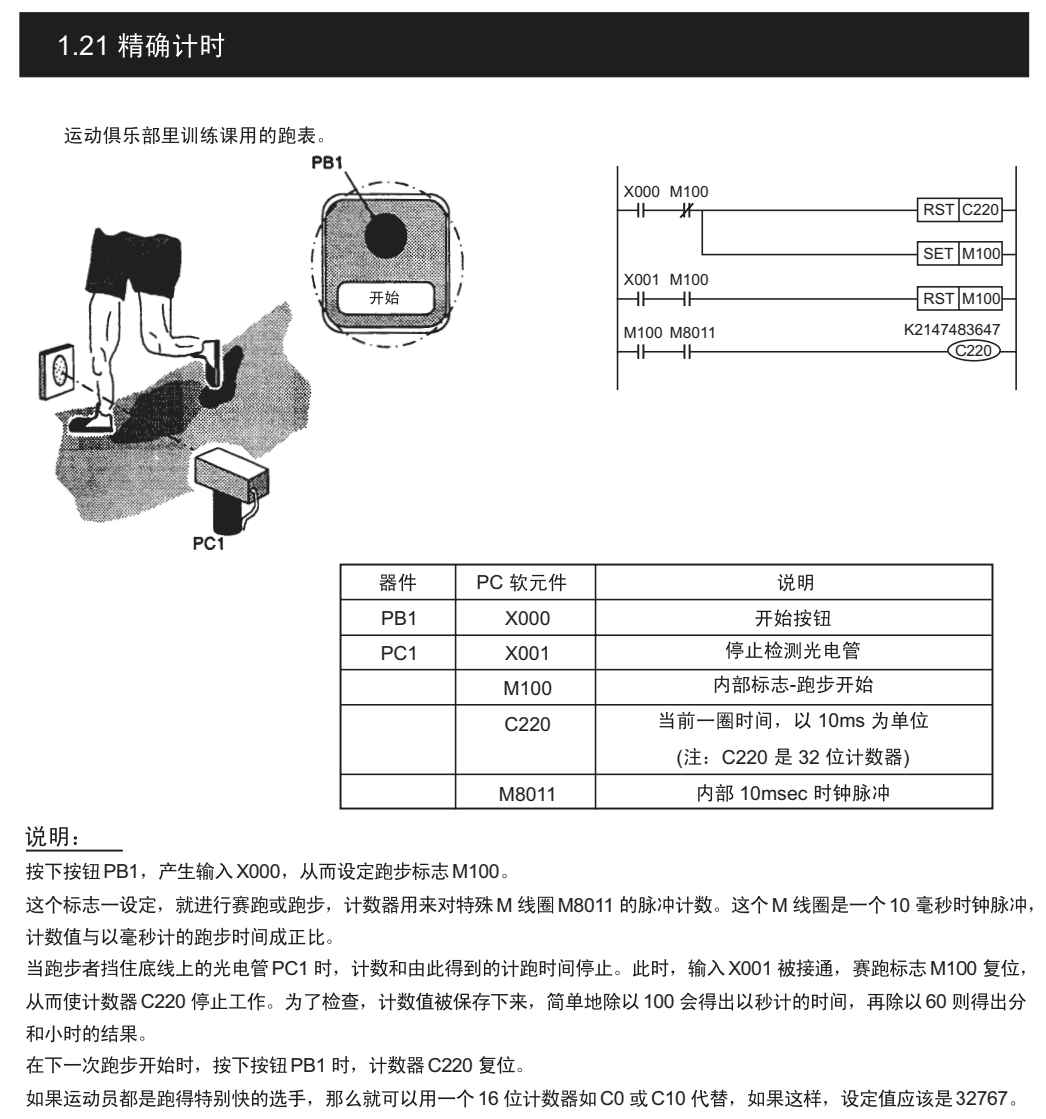 1.21 精确计时
运动俱乐部里训练课用的跑表。
PB1
开始
PC1
X000 M100
RST C220
SET M100
X001 M100
RST M100
M100 M8011
K2147483647
C220
器件 PC 软元件 说明
PB1 X000 开始按钮
PC1 X001 停止检测光电管
M100 内部标志-跑步开始
C220 当前一圈时间，以 10ms 为单位
(注：C220 是 32 位计数器)
M8011 内部 10msec 时钟脉冲
说明：
按下按钮PB1，产生输入X000，从而设定跑步标志M100。
这个标志一设定，就进行赛跑或跑步，计数器用来对特殊M 线圈M8011 的脉冲计数。这个M 线圈是一个10 毫秒时钟脉冲，
计数值与以毫秒计的跑步时间成正比。
当跑步者挡住底线上的光电管PC1 时，计数和由此得到的计跑时间停止。此时，输入X001 被接通，赛跑标志M100 复位，
从而使计数器C220 停止工作。为了检查，计数值被保存下来，简单地除以100 会得出以秒计的时间，再除以60 则得出分
和小时的结果。
在下一次跑步开始时，按下按钮PB1 时，计数器C220 复位。
如果运动员都是跑得特别快的选手，那么就可以用一个16 位计数器如C0 或C10 代替，如果这样，设定值应该是32767。